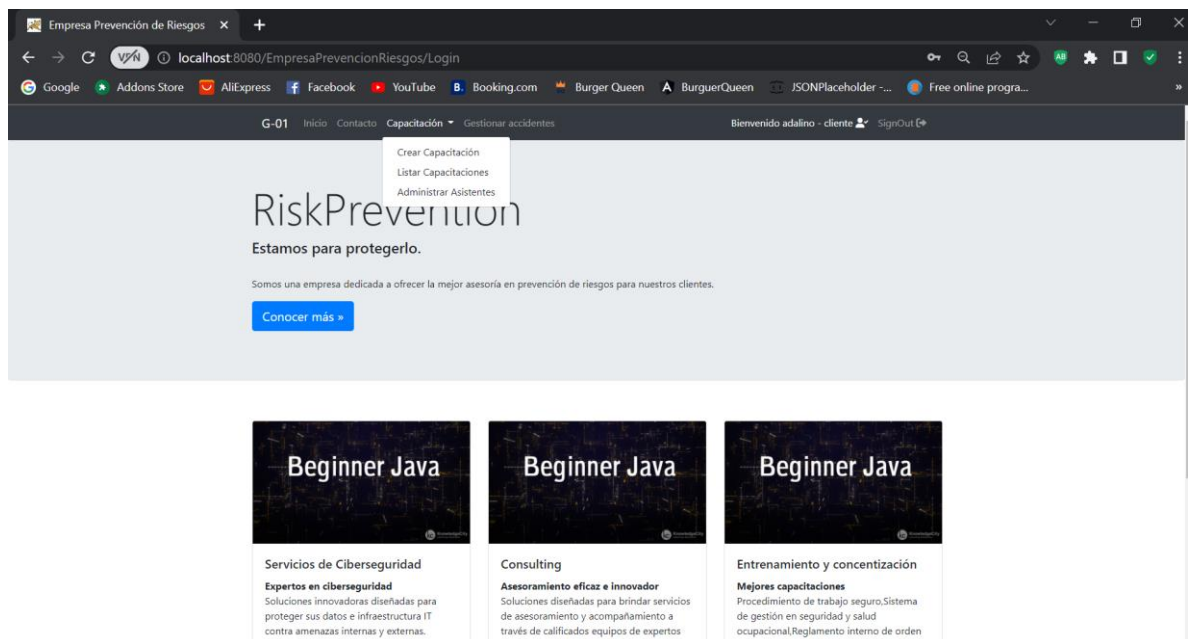 Empresa Prevención de Riesgos
VPN localhost:8080/EmpresaPrevencionRiesgos/Login
Google Addons Store AliExpress Facebook YouTube B. Booking.com Burger Queen A BurguerQueen JSONPlaceholder -... Free online progra... »
G-01 Inicio Contacto Capacitación Gestionar accidentes Bienvenido adalino - cliente SignOut
Crear Capacitación
Listar Capacitaciones
Administrar Asistentes
RiskPrevention
Estamos para protegerlo.
Somos una empresa dedicada a ofrecer la mejor asesoría en prevención de riesgos para nuestros clientes.
Conocer más »
Beginner Java
Beginner Java
Beginner Java
Servicios de Ciberseguridad
Expertos en ciberseguridad
Soluciones innovadoras diseñadas para
proteger sus datos e infraestructura IT
contra amenazas internas y externas.
Consulting
Asesoramiento eficaz e innovador
Soluciones diseñadas para brindar servicios
de asesoramiento y acompañamiento a
través de calificados equipos de expertos
Entrenamiento y concentización
Mejores capacitaciones
Procedimiento de trabajo seguro,Sistema
de gestión en seguridad y salud
ocupacional,Reglamento interno de orden